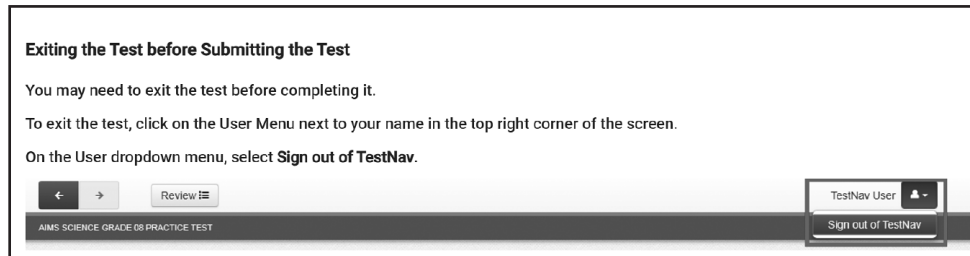 Exiting the Test before Submitting the Test
You may need to exit the test before completing it.
To exit the test, click on the User Menu next to your name in the top right corner of the screen.
On the User dropdown menu, select Sign out of TestNav.
Review
TestNav User
AIMS SCIENCE GRADE 08 PRACTICE TEST
Sign out of TestNav